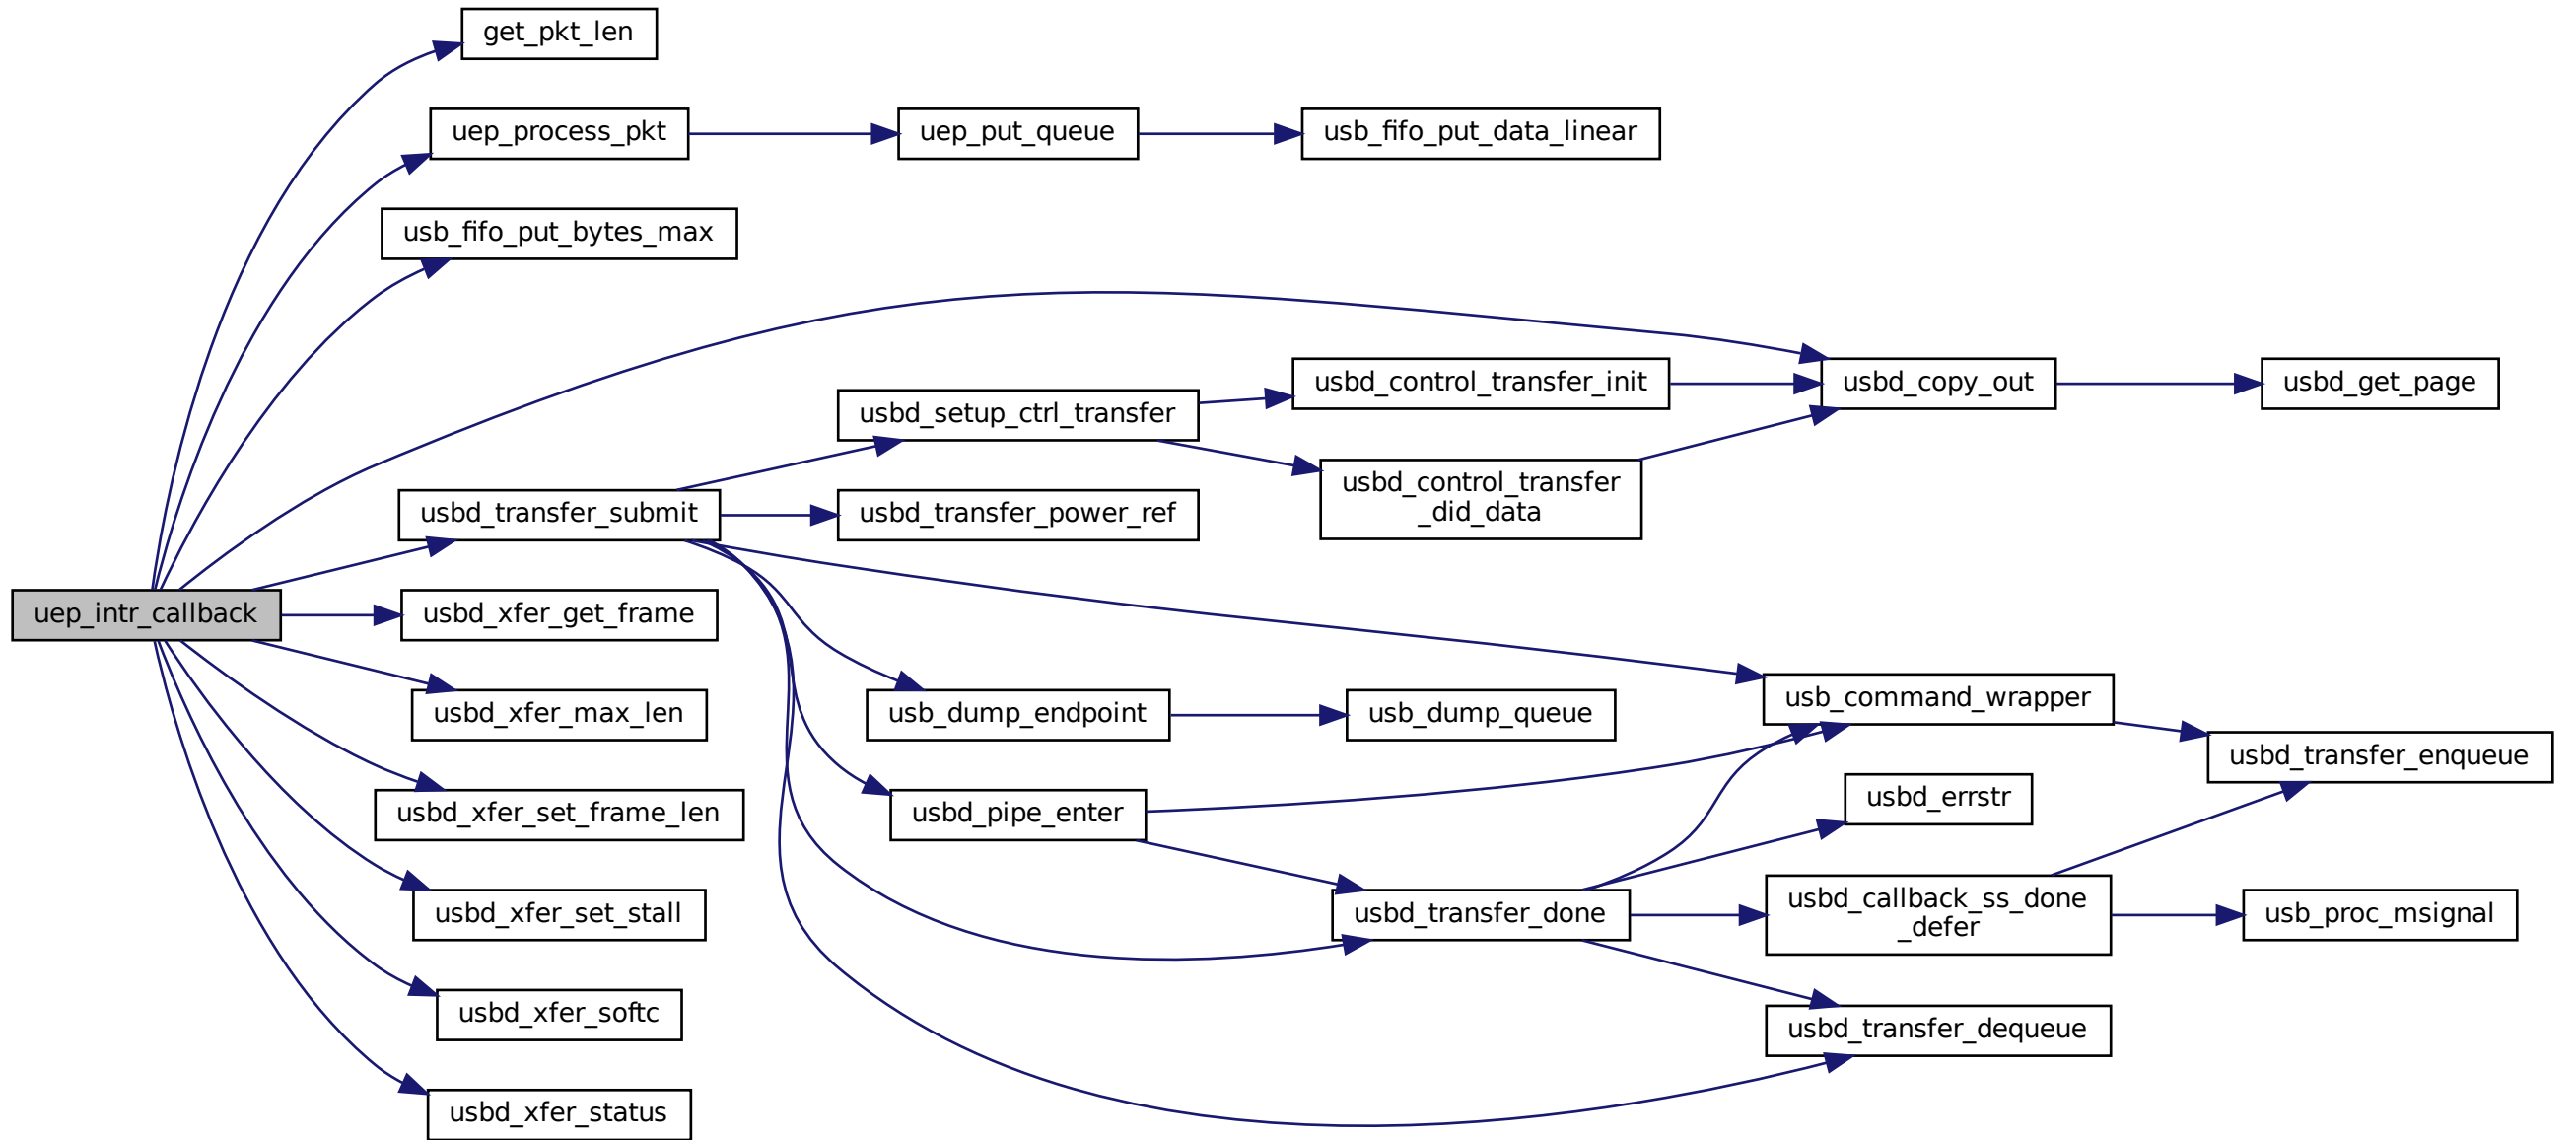 get_pkt_len
uep_process_pkt
uep_put_queue
usb_fifo_put_data_linear
usb_fifo_put_bytes_max
usbd_setup_ctrl_transfer
usbd_control_transfer_init
usbd_copy_out
usbd_get_page
usbd_control_transfer
_did_data
usbd_transfer_submit
usbd_transfer_power_ref
uep_intr_callback
usbd_xfer_get_frame
usbd_xfer_max_len
usb_dump_endpoint
usb_dump_queue
usb_command_wrapper
usbd_transfer_enqueue
usbd_xfer_set_frame_len
usbd_pipe_enter
usbd_errstr
usbd_xfer_set_stall
usbd_transfer_done
usbd_callback_ss_done
_defer
usb_proc_msignal
usbd_xfer_softc
usbd_transfer_dequeue
usbd_xfer_status